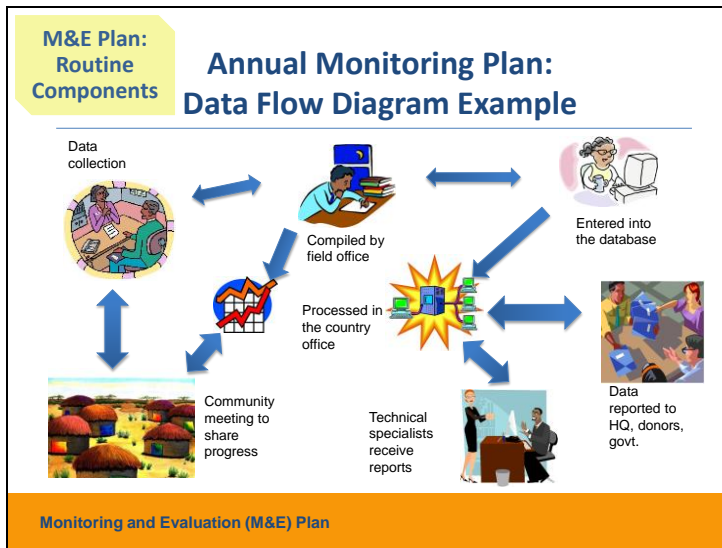 M&E Plan:
Routine
Components
Annual Monitoring Plan:
Data Flow Diagram Example
Data
collection
Compiled by
field office
Entered into
the database
Processed in
the country
office
Community
meeting to
share
progress
Technical
specialists
receive
reports
Data
reported to
HQ, donors,
govt.
Monitoring and Evaluation (M&E) Plan